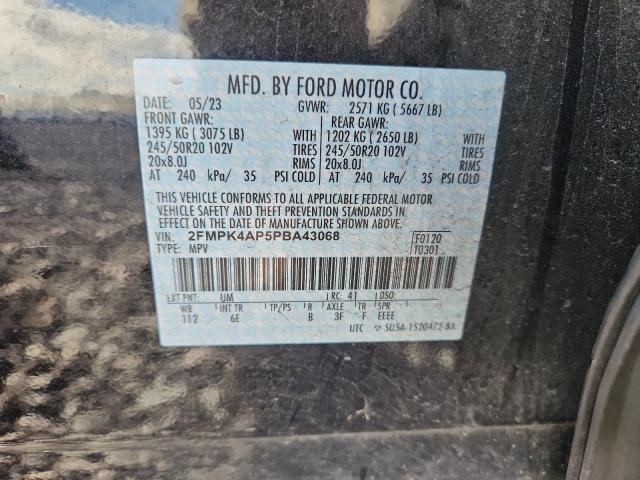 MFD. BY FORD MOTOR CO.
DATE: 05/23 GVWR: 2571 KG ( 5667 LB)
FRONT GAWR: REAR GAWR:
1395 KG ( 3075 LB) WITH 1202 KG ( 2650 LB) WITH
245/50R20 102V TIRES 245/50R20 102V TIRES
20x8.0J RIMS 20x8.0J RIMS
AT 240 kPa/ 35 PSI COLD AT 240 kPa/ 35 PSI COLD
THIS VEHICLE CONFORMS TO ALL APPLICABLE FEDERAL MOTOR
VEHICLE SAFETY AND THEFT PREVENTION STANDARDS IN
EFFECT ON THE DATE OF MANUFACTURE SHOWN ABOVE.
VIN: 2FMPK4AP5PBA43068 F0120
TYPE: MPV T0301
EXT PNT: UM RC: 41 DSO:
WB INT TR TP/PS R AXLE TR SPR
112 6E B 3F F EEEE
UTC ▽ 5U5A-1520472-8A